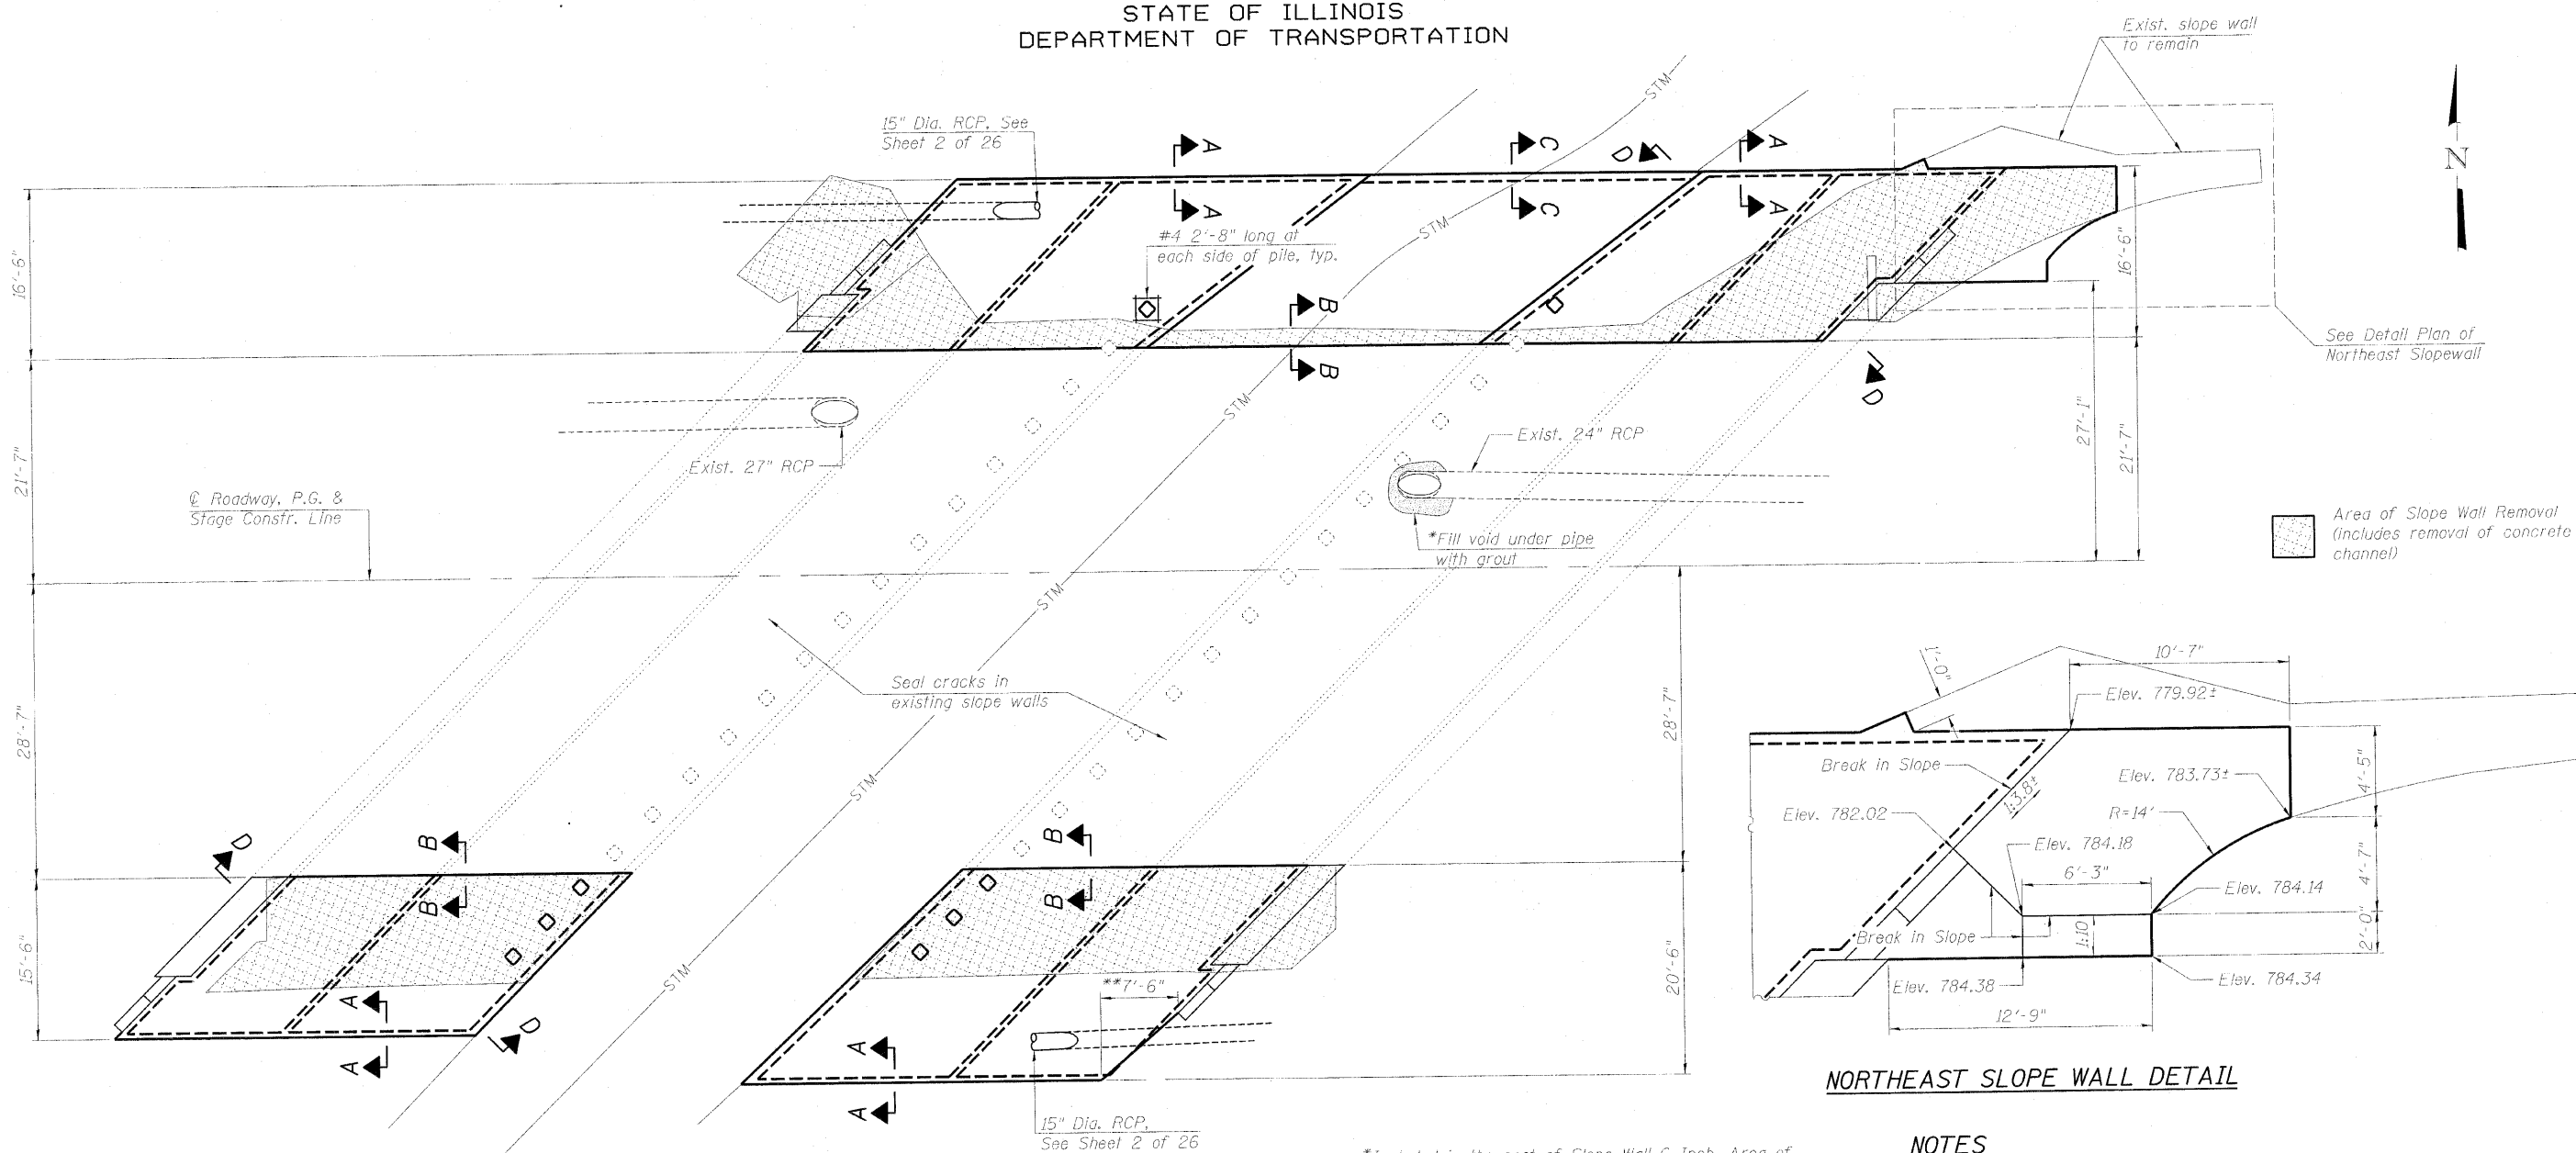 STATE OF ILLINOIS
DEPARTMENT OF TRANSPORTATION
Exist. slope wall
to remain
N
15" Dia. RCP, See
Sheet 2 of 26
A
C
D
A
STM
A
C
A
STM
#4 2'-8" long at
each side of pile, typ.
16'-6"
16'-6"
B
B
See Detail Plan of
Northeast Slopewall
D
STM
27'-1"
21'-7"
21'-7"
Exist. 27" RCP
Exist. 24" RCP
℄ Roadway, P.G. &
Stage Constr. Line
*Fill void under pipe
with grout
Area of Slope Wall Removal
(includes removal of concrete
channel)
STM
Seal cracks in
existing slope walls
28'-7"
28'-7"
STM
1'-0"
10'-7"
Elev. 779.92±
Break in Slope
1:3.8±
Elev. 783.73±
4'-5"
Elev. 782.02
R=14'
Elev. 784.18
6'-3"
4'-7"
Elev. 784.14
Break in Slope
1:10
2'-0"
Elev. 784.38
Elev. 784.34
12'-9"
NORTHEAST SLOPE WALL DETAIL
D
B
B
B
B
15'-6"
STM
20'-6"
**7'-6"
A
D
A
A
A
15" Dia. RCP,
See Sheet 2 of 26
NOTES